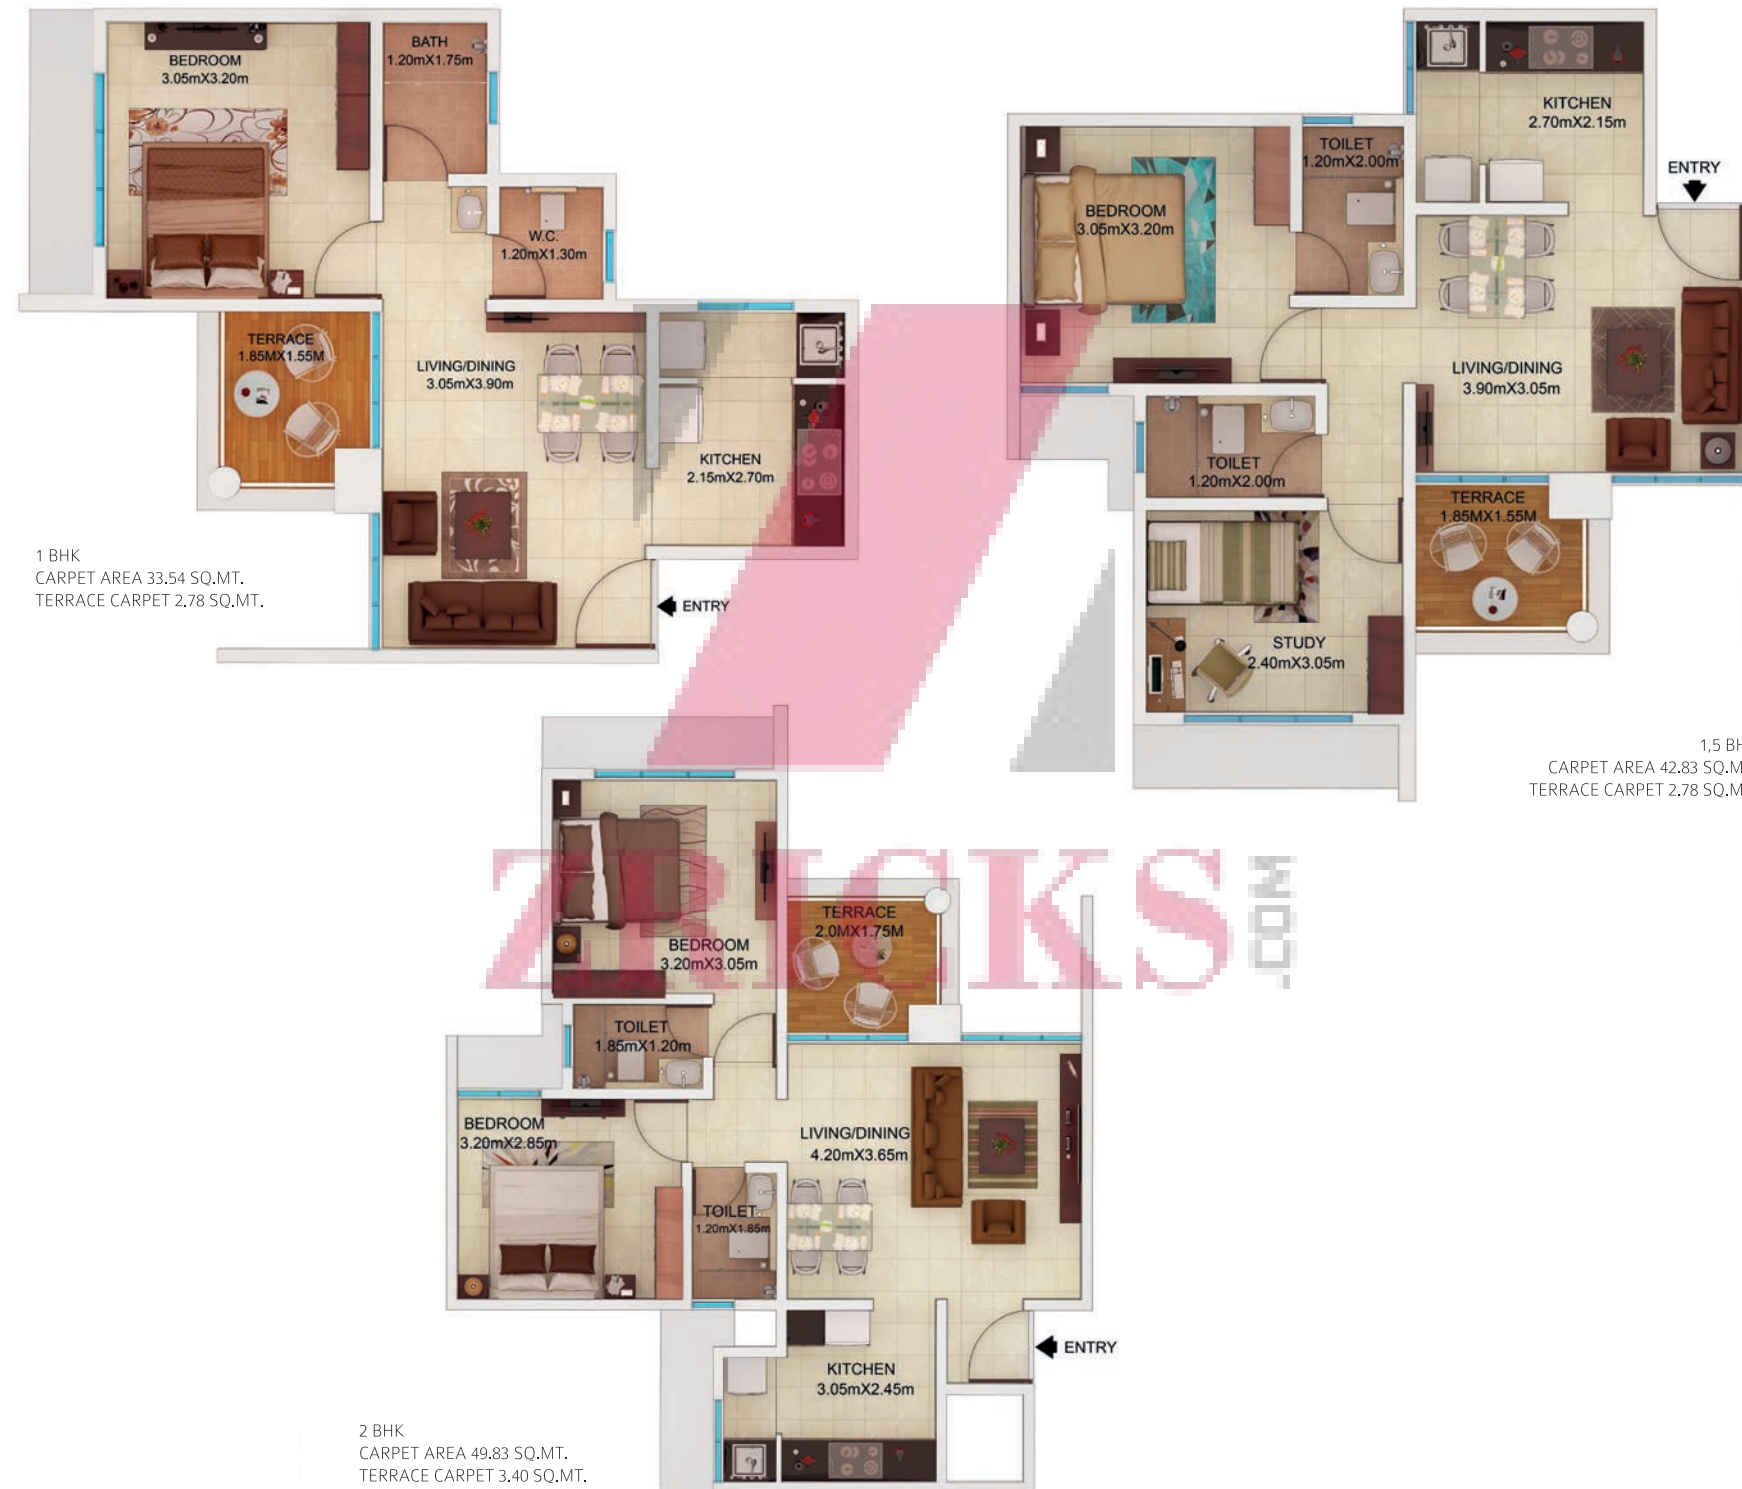 BEDROOM
3.05mX3.20m
BATH
1.20mX1.75m
W.C.
1.20mX1.30m
TERRACE
1.85MX1.55M
LIVING/DINING
3.05mX3.90m
KITCHEN
2.15mX2.70m
ENTRY
1 BHK
CARPET AREA 33.54 SQ.MT.
TERRACE CARPET 2.78 SQ.MT.
KITCHEN
2.70mX2.15m
TOILET
1.20mX2.00m
ENTRY
BEDROOM
3.05mX3.20m
LIVING/DINING
3.90mX3.05m
TOILET
1.20mX2.00m
TERRACE
1.85MX1.55M
STUDY
2.40mX3.05m
1,5 BH
CARPET AREA 42.83 SQ.M
TERRACE CARPET 2.78 SQ.M
ZRICKS
.COM
TERRACE
2.0MX1.75M
BEDROOM
3.20mX3.05m
TOILET
1.85mX1.20m
BEDROOM
3.20mX2.85m
LIVING/DINING
4.20mX3.65m
TOILET
1.20mX1.85m
ENTRY
KITCHEN
3.05mX2.45m
2 BHK
CARPET AREA 49.83 SQ.MT.
TERRACE CARPET 3.40 SQ.MT.